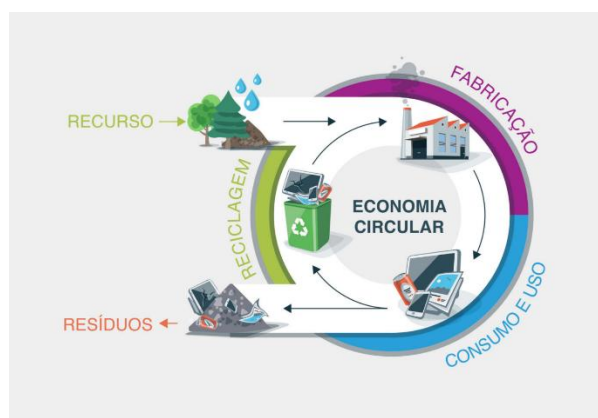 FABRICAÇÃO
RECURSO
RECICLAGEM
ECONOMIA
CIRCULAR
RESÍDUOS
CONSUMO E USO